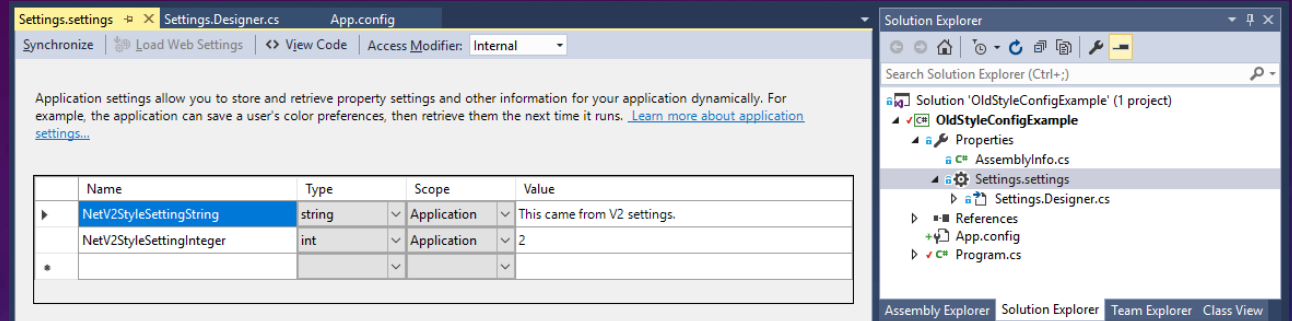 Settings.settings Settings.Designer.cs App.config
Synchronize Load Web Settings View Code Access Modifier: Internal
Application settings allow you to store and retrieve property settings and other information for your application dynamically. For
example, the application can save a user's color preferences, then retrieve them the next time it runs. Learn more about application
settings...
Name Type Scope Value
NetV2StyleSettingString string Application This came from V2 settings.
NetV2StyleSettingInteger int Application 2
Solution Explorer
Search Solution Explorer (Ctrl+;)
Solution 'OldStyleConfigExample' (1 project)
C# OldStyleConfigExample
Properties
C# AssemblyInfo.cs
Settings.settings
Settings.Designer.cs
References
App.config
C# Program.cs
Assembly Explorer Solution Explorer Team Explorer Class View